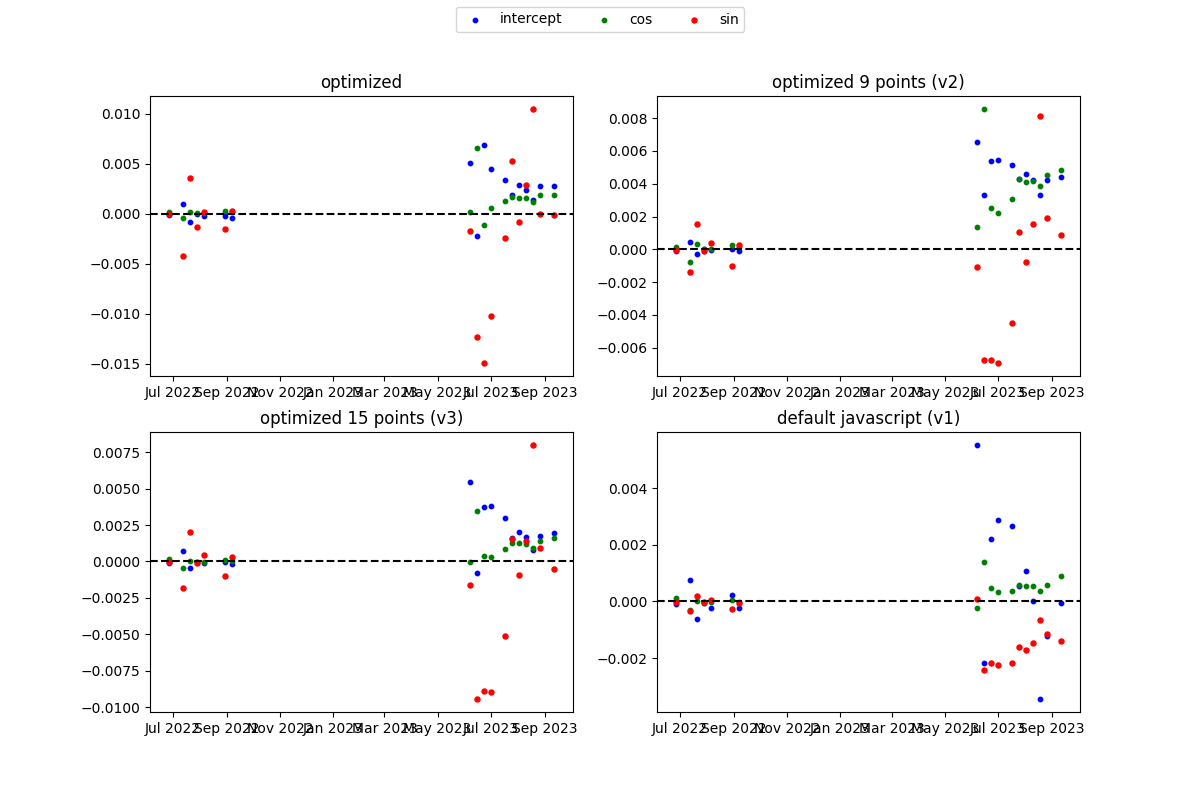 intercept cos sin
optimized
0.010
0.005
0.000
−0.005
−0.010
−0.015
Jul 2022 Sep 2022 Nov 2022 Jan 2023 Mar 2023 May 2023 Jul 2023 Sep 2023
optimized 9 points (v2)
0.008
0.006
0.004
0.002
0.000
−0.002
−0.004
−0.006
Jul 2022 Sep 2022 Nov 2022 Jan 2023 Mar 2023 May 2023 Jul 2023 Sep 2023
optimized 15 points (v3)
0.0075
0.0050
0.0025
0.0000
−0.0025
−0.0050
−0.0075
−0.0100
Jul 2022 Sep 2022 Nov 2022 Jan 2023 Mar 2023 May 2023 Jul 2023 Sep 2023
default javascript (v1)
0.004
0.002
0.000
−0.002
Jul 2022 Sep 2022 Nov 2022 Jan 2023 Mar 2023 May 2023 Jul 2023 Sep 2023